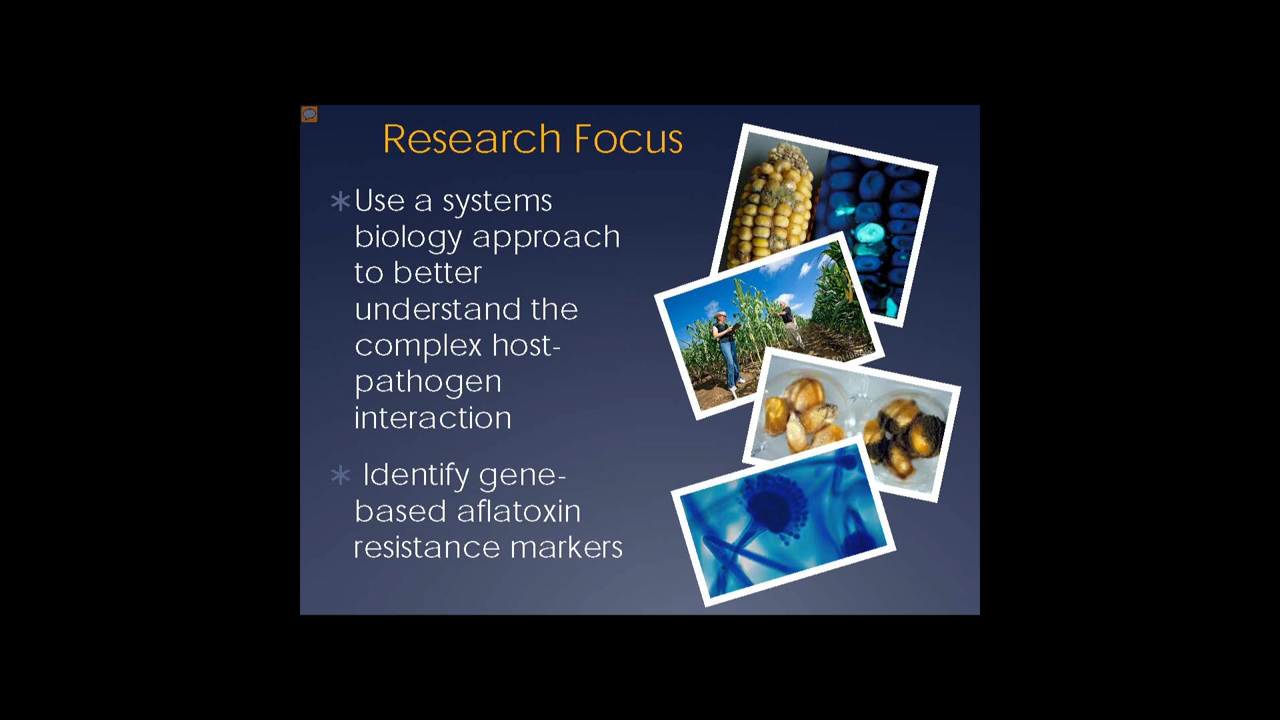 Research Focus
Use a systems
biology approach
to better
understand the
complex host-
pathogen
interaction
Identify gene-
based aflatoxin
resistance markers